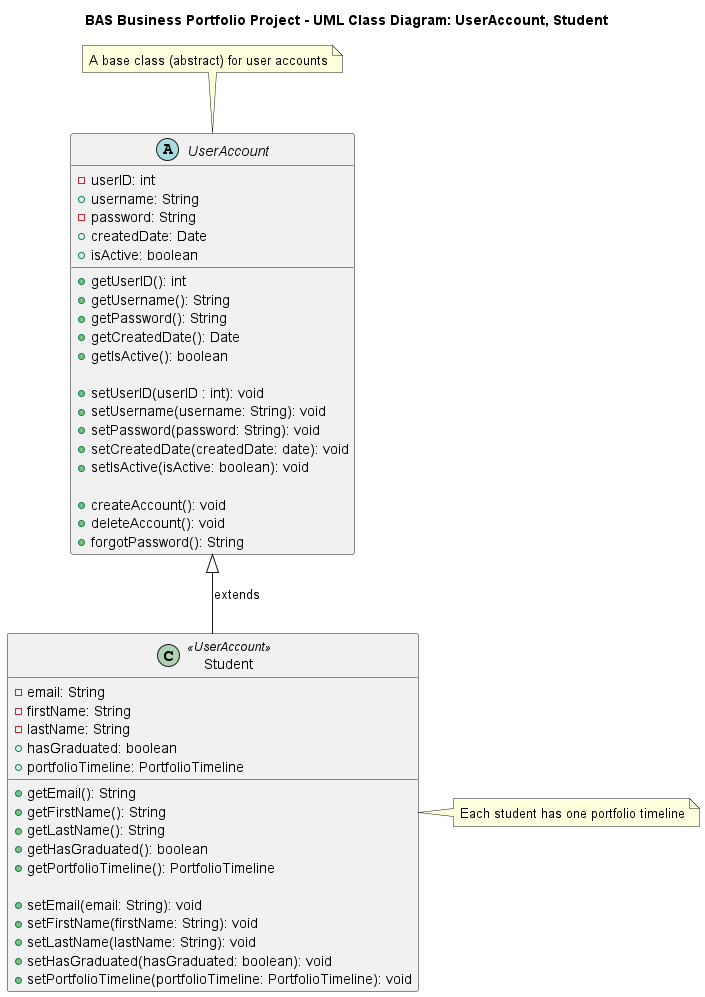 BAS Business Portfolio Project - UML Class Diagram: UserAccount, Student
A base class (abstract) for user accounts
A UserAccount
userID: int
username: String
password: String
createdDate: Date
isActive: boolean
getUserID(): int
getUsername(): String
getPassword(): String
getCreatedDate(): Date
getIsActive(): boolean
setUserID(userID : int): void
setUsername(username: String): void
setPassword(password: String): void
setCreatedDate(createdDate: date): void
setIsActive(isActive: boolean): void
createAccount(): void
deleteAccount(): void
forgotPassword(): String
extends
C
«UserAccount»
Student
email: String
firstName: String
lastName: String
hasGraduated: boolean
portfolioTimeline: PortfolioTimeline
getEmail(): String
getFirstName(): String
getLastName(): String
getHasGraduated(): boolean
getPortfolioTimeline(): PortfolioTimeline
setEmail(email: String): void
setFirstName(firstName: String): void
setLastName(lastName: String): void
setHasGraduated(hasGraduated: boolean): void
setPortfolioTimeline(portfolioTimeline: PortfolioTimeline): void
Each student has one portfolio timeline